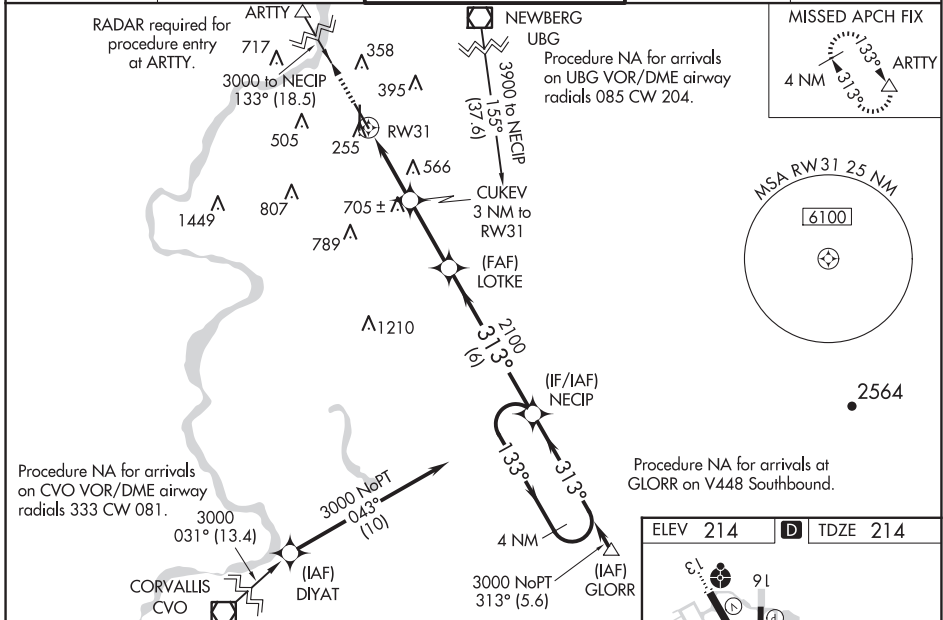 ARTTY
RADAR required for
procedure entry
at ARTTY.
717
358
3000 to NECIP
133° (18.5)
395
505
255
RW31
NEWBERG
UBG
3900 to NECIP
155°
(37.6)
Procedure NA for arrivals
on UBG VOR/DME airway
radials 085 CW 204.
MISSED APCH FIX
133°
ARTTY
4 NM
313°
566
1449
807
705 ±
CUKEV
3 NM to
RW31
789
MSA RW 31 25 NM
6100
(FAF)
LOTKE
1210
2100
313°
(6)
(IF/IAF)
NECIP
2564
133°
313°
4 NM
3000 NoPT
313° (5.6)
(IAF)
GLORR
Procedure NA for arrivals at
GLORR on V448 Southbound.
Procedure NA for arrivals
on CVO VOR/DME airway
radials 333 CW 081.
3000
031° (13.4)
3000 NoPT
043°
(10)
(IAF)
DIYAT
CORVALLIS
CVO
ELEV 214
D
TDZE 214
13
16
A
P